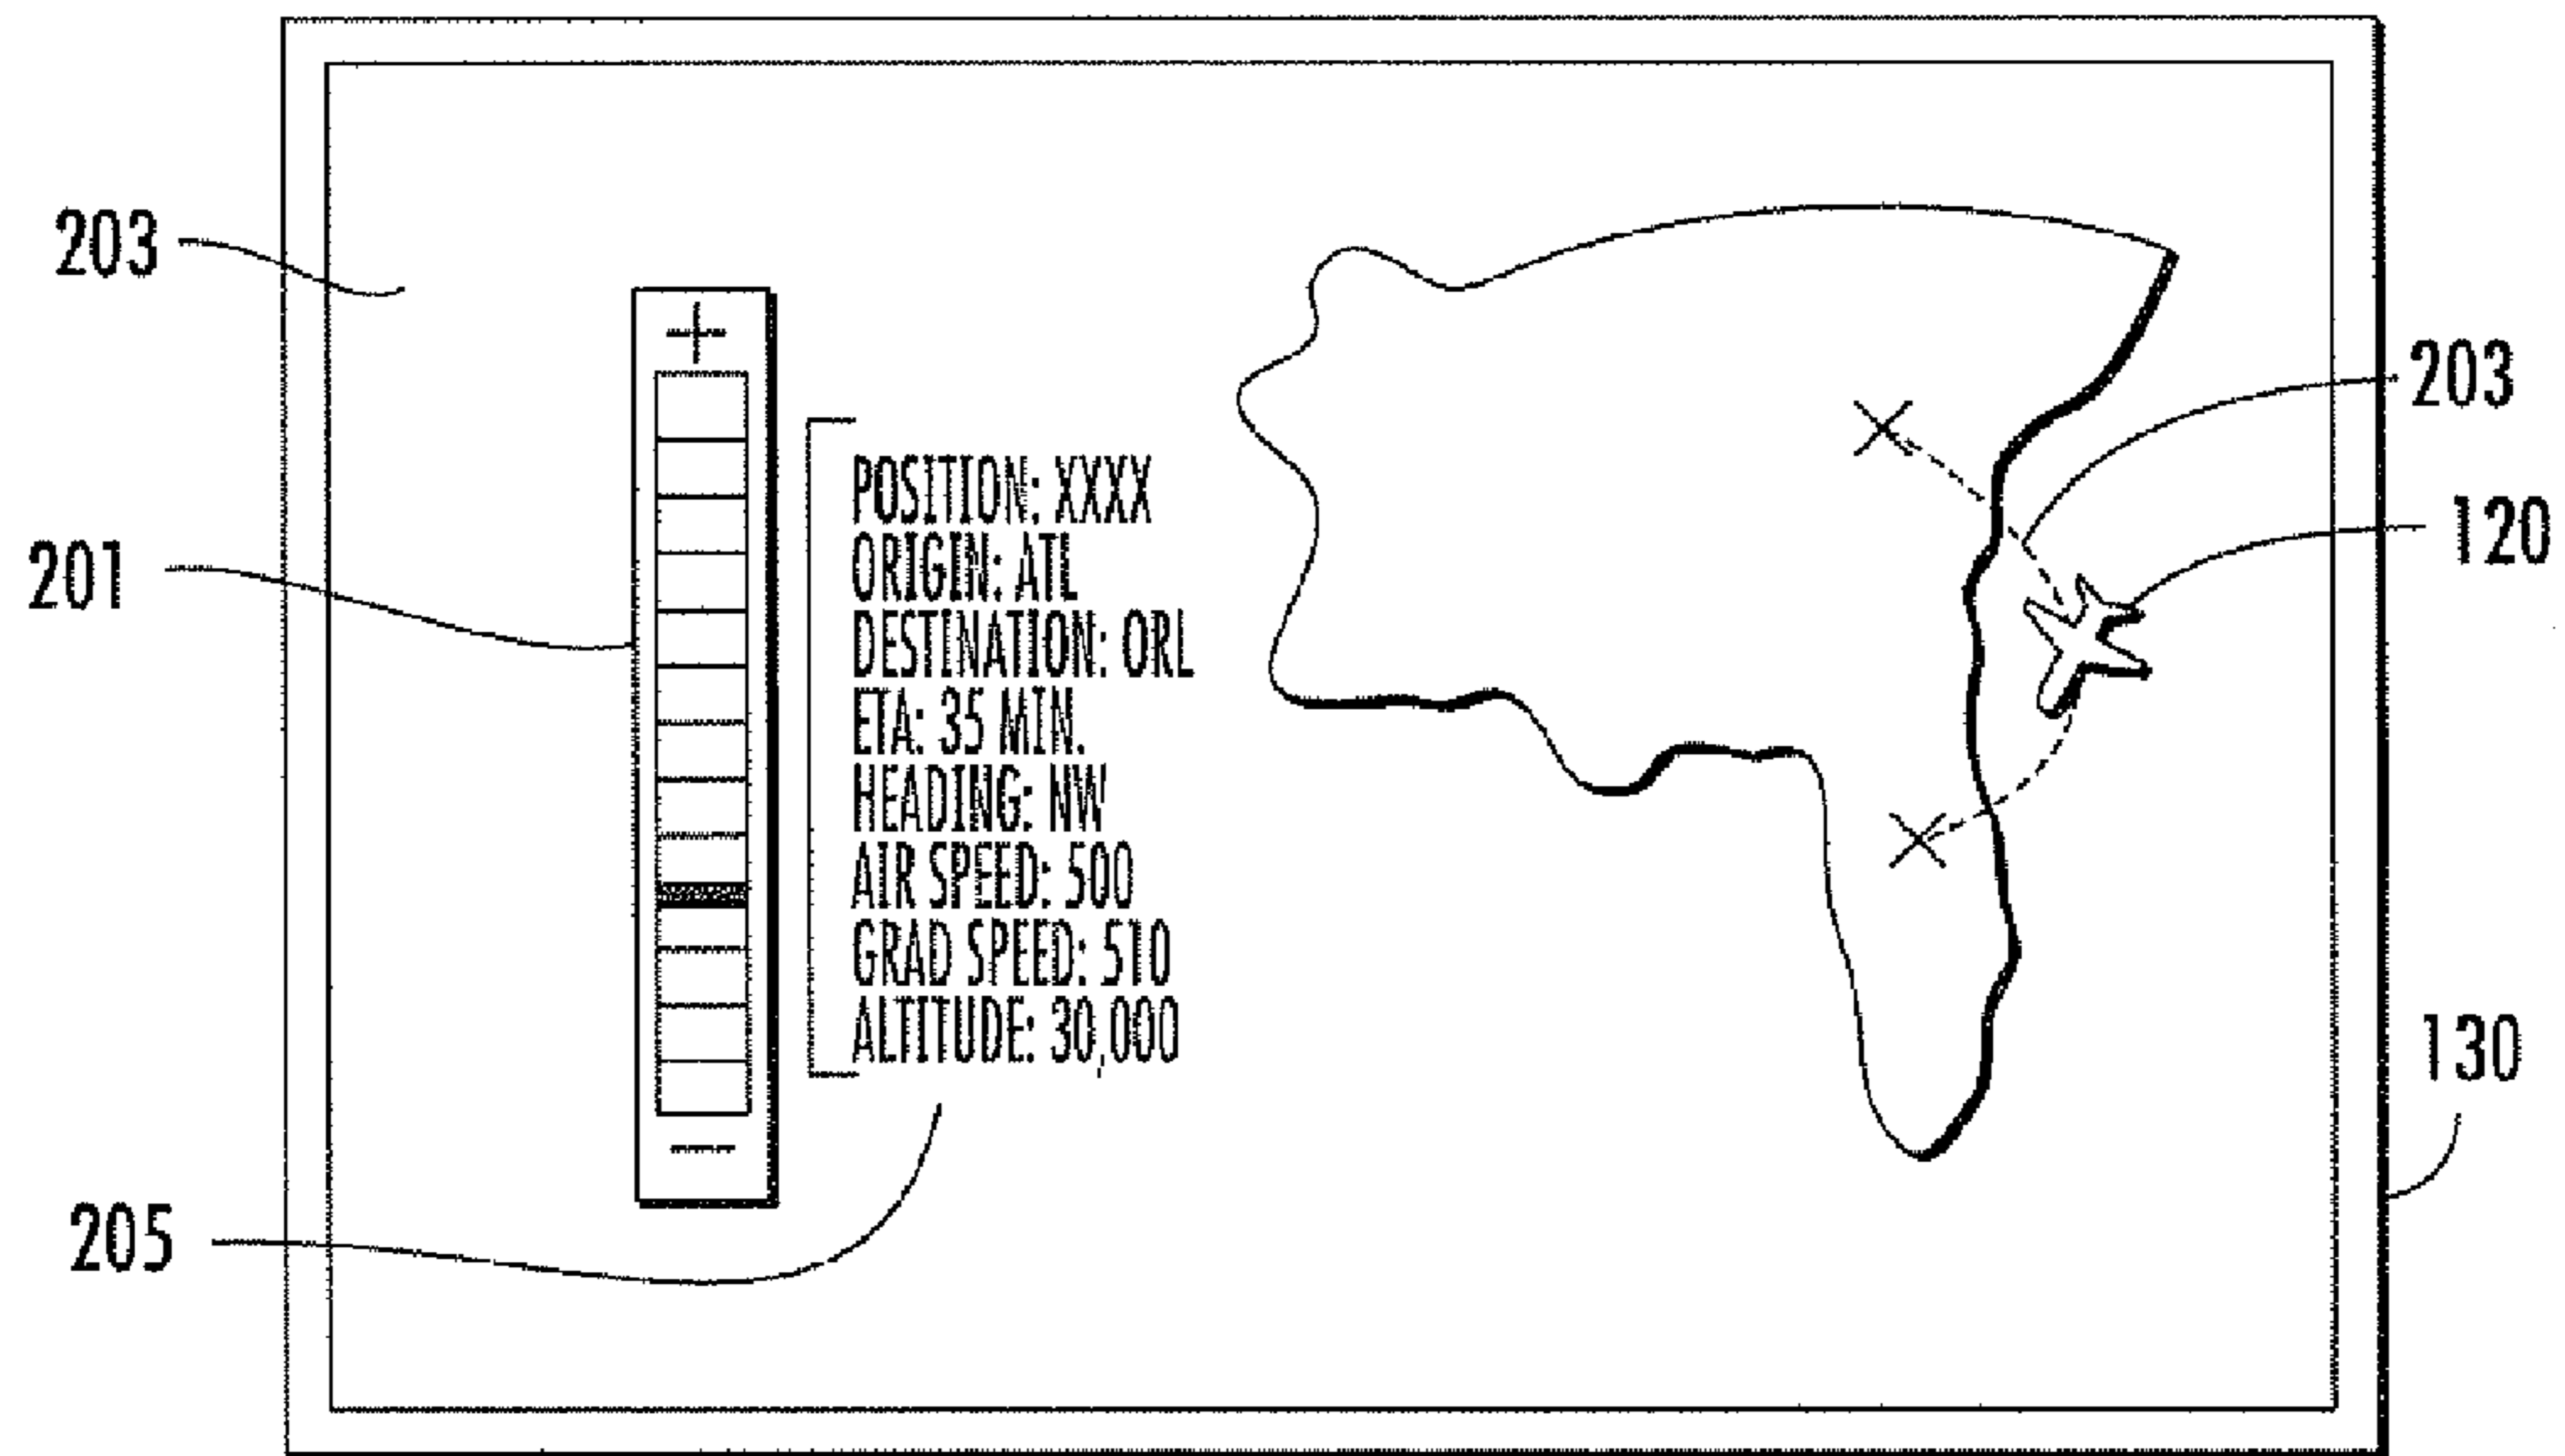 203
201
205
+
−
POSITION: XXXX
ORIGIN: ATL
DESTINATION: ORL
ETA: 35 MIN.
HEADING: NW
AIR SPEED: 500
GRAD SPEED: 510
ALTITUDE: 30,000
203
120
130